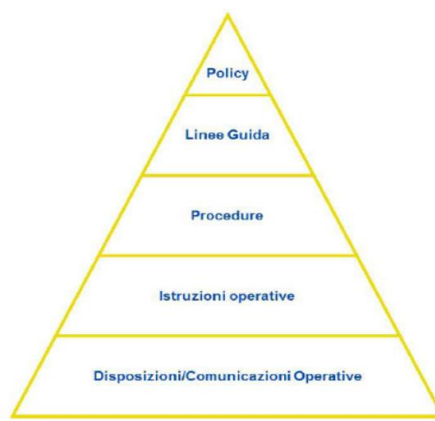 Policy
Linee Guida
Procedure
Istruzioni operative
Disposizioni/Comunicazioni Operative